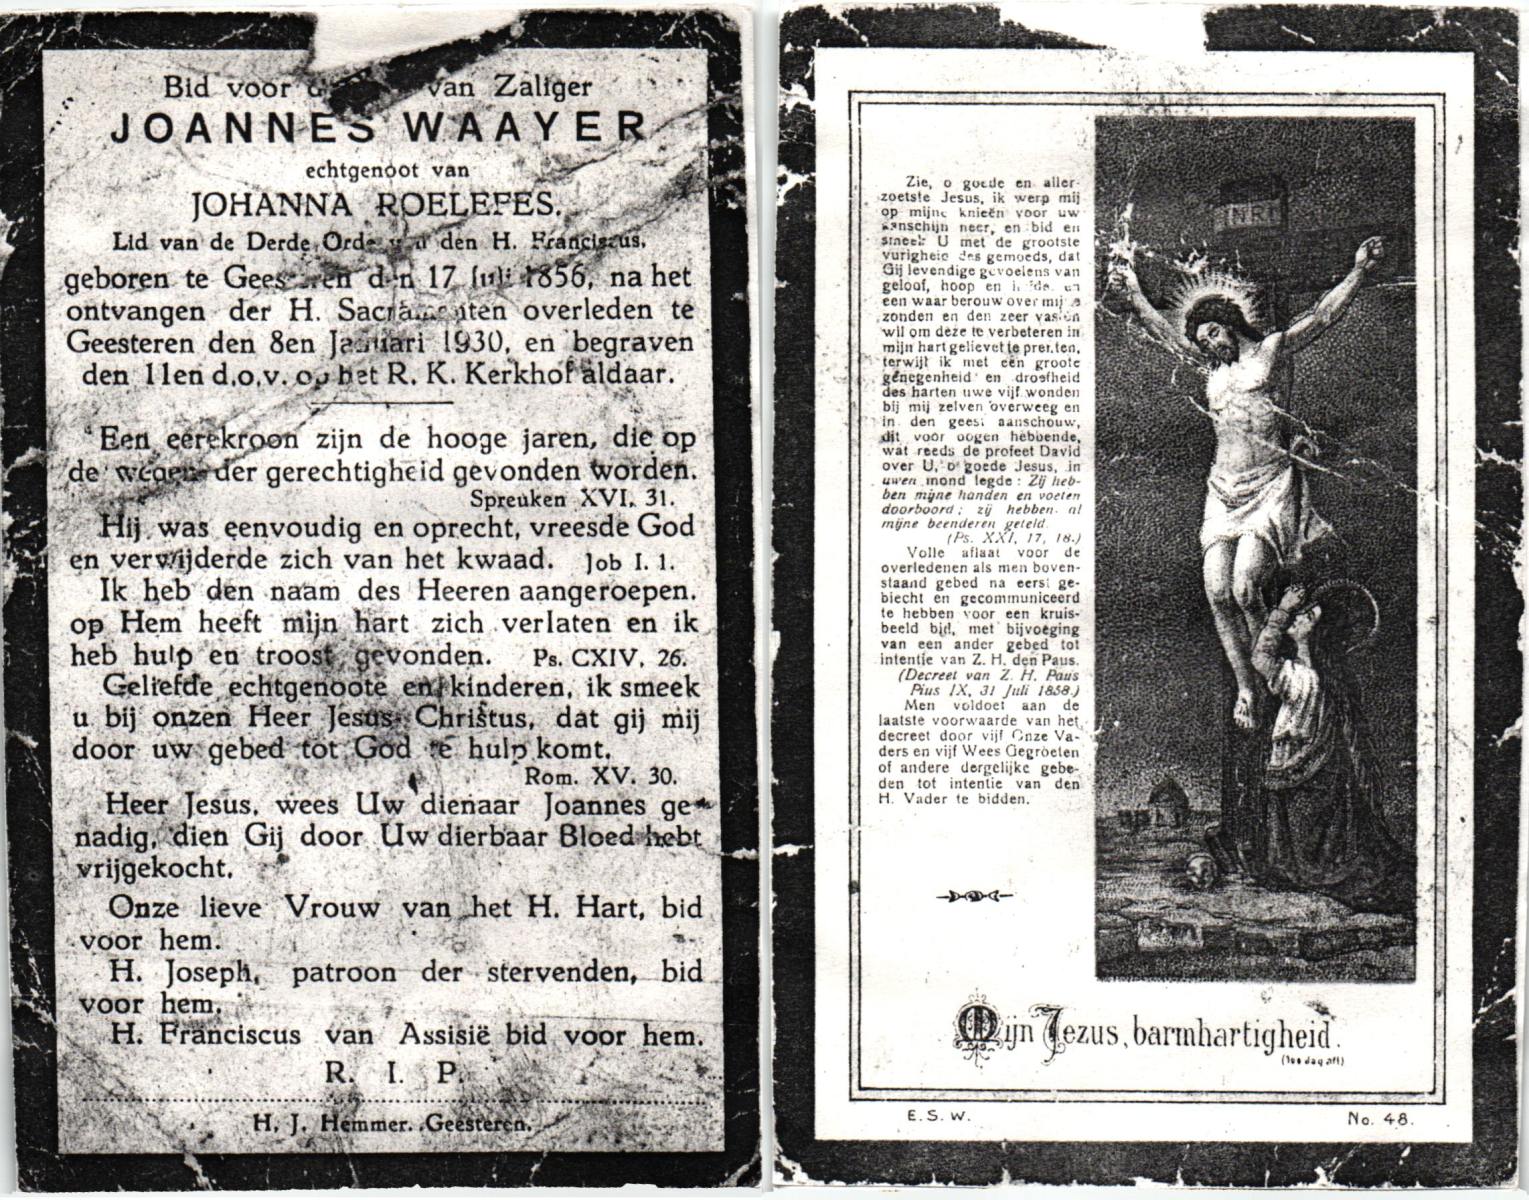 Bid voor van Zaliger
JOANNES WAAYER
echtgenoot van
JOHANNA ROELEFES.
Lid van de Derde Orde van den H. Franciscus,
geboren te Geesteren den 17 Juli 1856, na het
ontvangen der H. Sacramenten overleden te
Geesteren den 8en Januari 1930, en begraven
den 11en d.o.v. op het R. K. Kerkhof aldaar.
Een eerekroon zijn de hooge jaren, die op
de wegen der gerechtigheid gevonden worden.
Spreuken XVI, 31.
Hij was eenvoudig en oprecht, vreesde God
en verwijderde zich van het kwaad. Job I. 1.
Ik heb den naam des Heeren aangeroepen.
op Hem heeft mijn hart zich verlaten en ik
heb hulp en troost gevonden. Ps. CXIV, 26.
Geliefde echtgenoote en kinderen, ik smeek
u bij onzen Heer Jesus Christus, dat gij mij
door uw gebed tot God te hulp komt.
Rom. XV. 30.
Heer Jesus, wees Uw dienaar Joannes ge-
nadig, dien Gij door Uw dierbaar Bloed hebt
vrijgekocht.
Onze lieve Vrouw van het H. Hart, bid
voor hem.
H. Joseph, patroon der stervenden, bid
voor hem.
H. Franciscus van Assisië bid voor hem.
R. I. P.
H. J. Hemmer. Geesteren.
Zie, o goede en aller-
zoetste Jesus, ik werp mij
op mijne knieën voor uw
aanschijn neer, en bid en
smeek U met de grootste
vurigheid des gemoeds, dat
Gij levendige gevoelens van
geloof, hoop en liefde, en
een waar berouw over mijne
zonden en den zeer vasten
wil om deze te verbeteren in
mijn hart gelievet te prenten,
terwijl ik met een groote
genegenheid en droefheid
des harten uwe vijf wonden
bij mij zelven overweeg en
in den geest aanschouw,
dit voor oogen hebbende,
wat reeds de profeet David
over U, o goede Jesus, in
uwen mond legde: Zij heb-
ben mijne handen en voeten
doorboord; zij hebben al
mijne beenderen geteld.
(Ps. XXI, 17, 18.)
Volle aflaat voor de
overledenen als men boven-
staand gebed na eerst ge-
biecht en gecommuniceerd
te hebben voor een kruis-
beeld bid, met bijvoeging
van een ander gebed tot
intentie van Z. H. den Paus.
(Decreet van Z. H. Paus
Pius IX, 31 Juli 1858.)
Men voldoet aan de
laatste voorwaarde van het
decreet door vijf Onze Va-
ders en vijf Wees Gegroeten
of andere dergelijke gebe-
den tot intentie van den
H. Vader te bidden.
INRI
Mijn Jezus, barmhartigheid.
(100 dag. afl)
E. S. W.
No. 48.